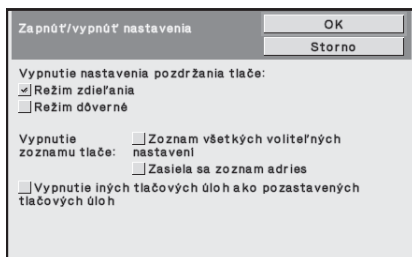 Zapnúť/vypnúť nastavenia
OK
Storno
Vypnutie nastavenia pozdržania tlače:
Režim zdieľania
Režim dôverné
Vypnutie zoznamu tlače:
Zoznam všetkých voliteľných nastavení
Zasiela sa zoznam adries
Vypnutie iných tlačových úloh ako pozastavených
tlačových úloh